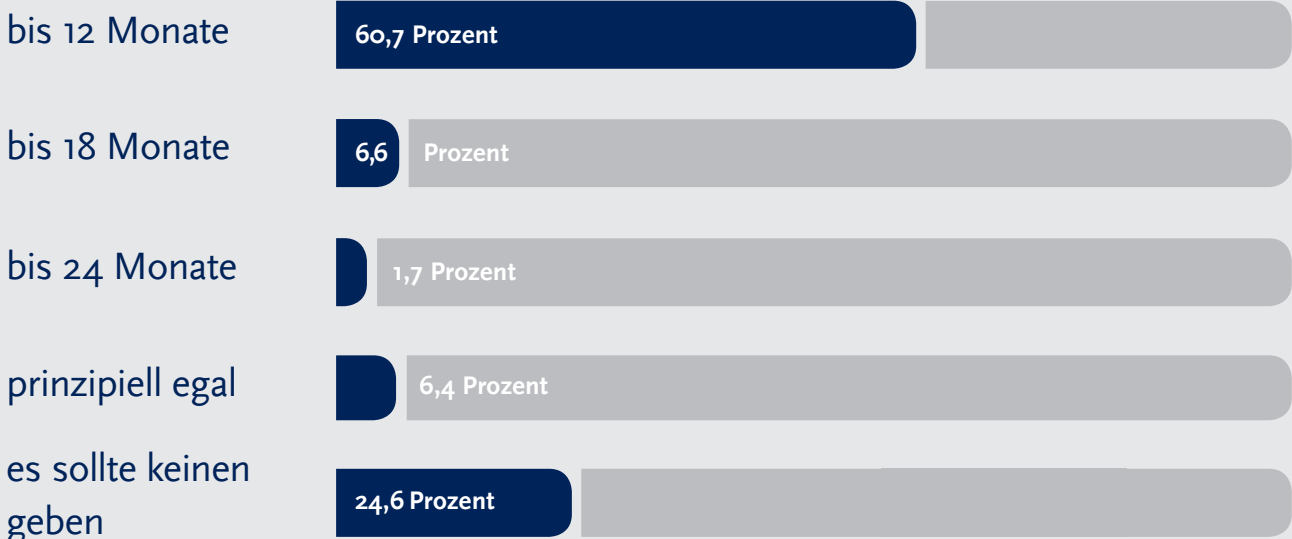 bis 12 Monate
60,7 Prozent
bis 18 Monate
6,6 Prozent
bis 24 Monate
1,7 Prozent
prinzipiell egal
6,4 Prozent
es sollte keinen
geben
24,6 Prozent